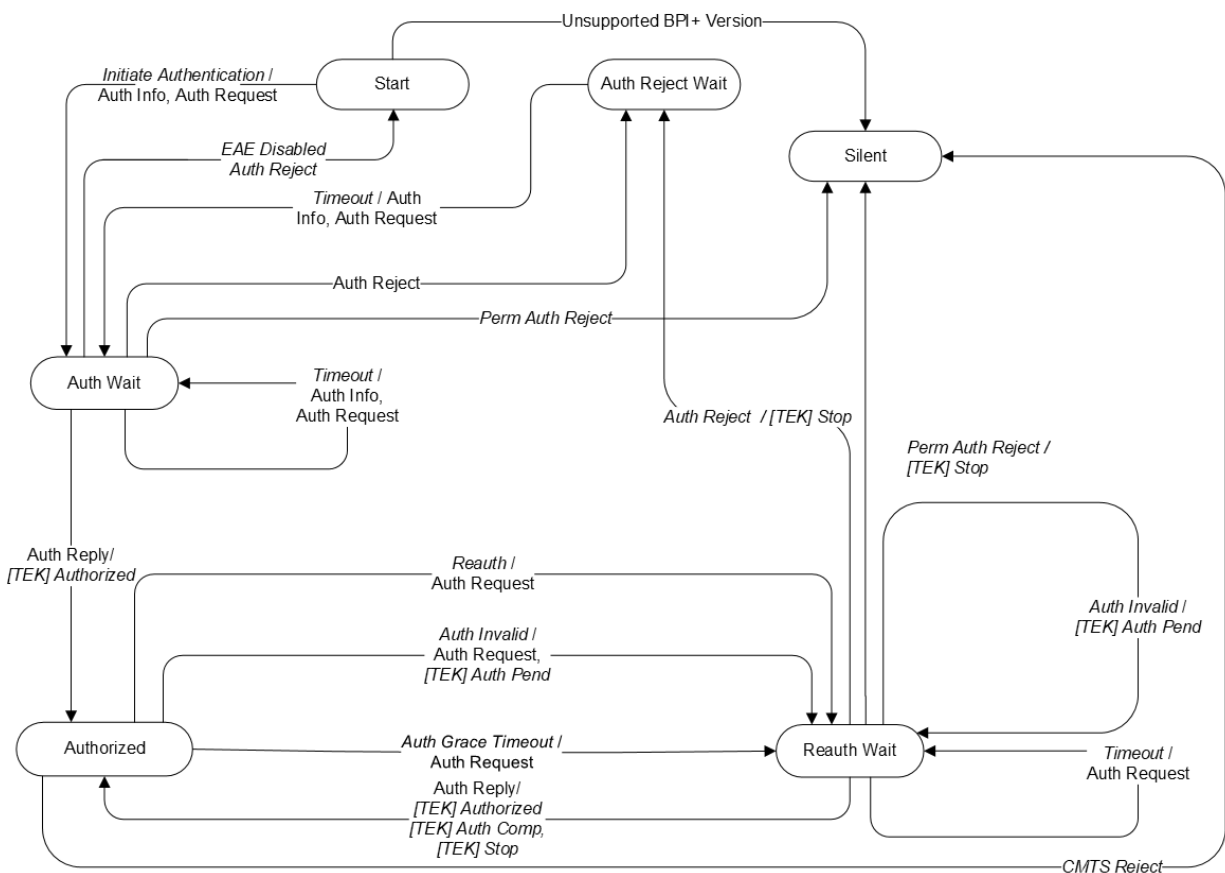 Unsupported BPI+ Version
Initiate Authentication /
Auth Info, Auth Request
Start
Auth Reject Wait
EAE Disabled
Auth Reject
Silent
Timeout / Auth
Info, Auth Request
Auth Reject
Perm Auth Reject
Auth Wait
Timeout /
Auth Info,
Auth Request
Auth Reject / [TEK] Stop
Perm Auth Reject /
[TEK] Stop
Auth Reply/
[TEK] Authorized
Reauth /
Auth Request
Auth Invalid /
[TEK] Auth Pend
Auth Invalid /
Auth Request,
[TEK] Auth Pend
Authorized
Auth Grace Timeout /
Auth Request
Reauth Wait
Timeout /
Auth Request
Auth Reply/
[TEK] Authorized
[TEK] Auth Comp,
[TEK] Stop
CMTS Reject